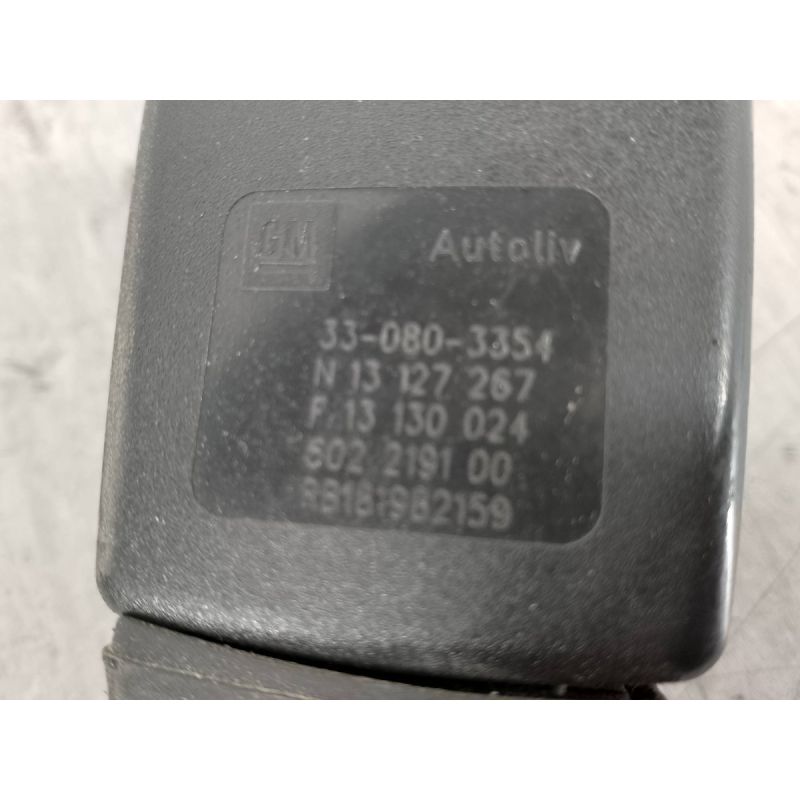 GM Autoliv
33-080-3354
N 13 127 267
F 13 130 024
602 2191 00
RB181982159